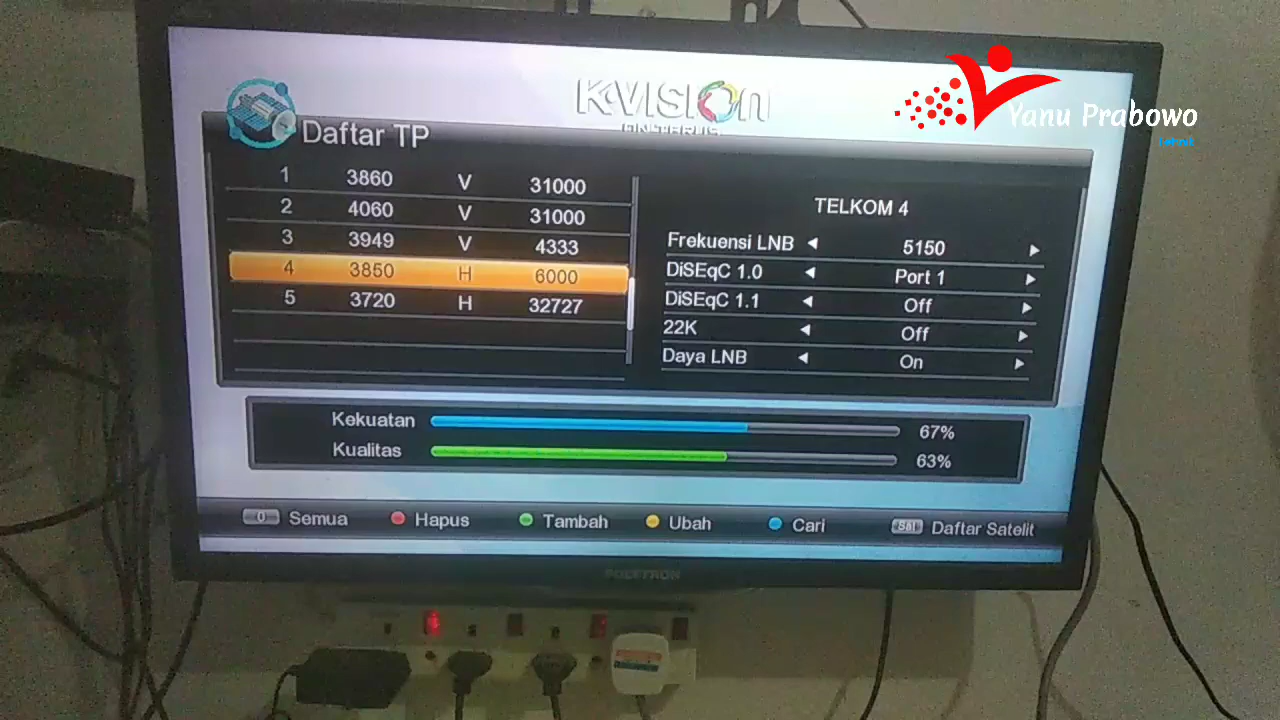 K-VISION
Yanu Prabowo
Daftar TP
1 3860 V 31000
2 4060 V 31000
3 3949 V 4333
4 3850 H 6000
5 3720 H 32727
TELKOM 4
Frekuensi LNB 5150
DiSEqC 1.0 Port 1
DiSEqC 1.1 Off
22K Off
Daya LNB On
Kekuatan 67%
Kualitas 63%
0 Semua Hapus Tambah Ubah Cari Sat Daftar Satelit
POLYTRON